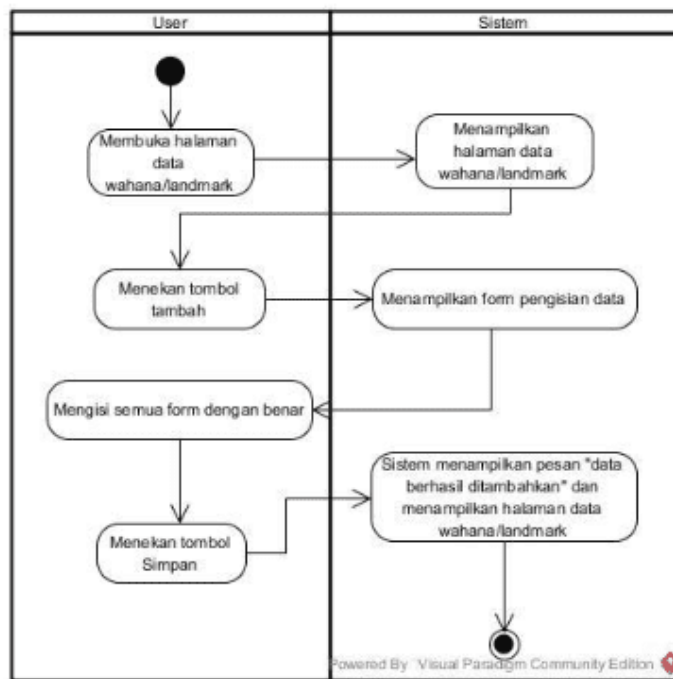 User
Sistem
Membuka halaman
data
wahana/landmark
Menampilkan
halaman data
wahana/landmark
Menekan tombol
tambah
Menampilkan form pengisian data
Mengisi semua form dengan benar
Menekan tombol
Simpan
Sistem menampilkan pesan "data
berhasil ditambahkan" dan
menampilkan halaman data
wahana/landmark
Powered By Visual Paradigm Community Edition